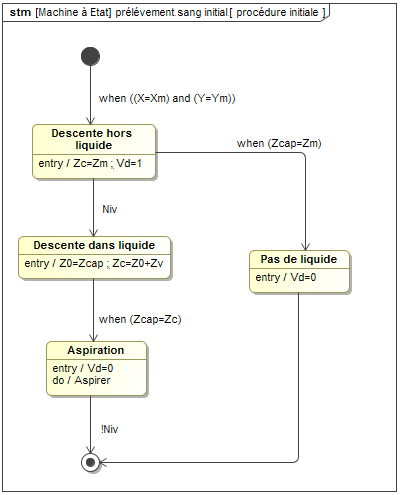 stm [Machine à Etat] prélévement.sang initial[ procédure initiale ]
when ((X=Xm) and (Y=Ym))
Descente hors
liquide
entry / Zc=Zm ; Vd=1
when (Zcap=Zm)
Niv
Descente dans liquide
entry / Z0=Zcap ; Zc=Z0+Zv
Pas de liquide
entry / Vd=0
when (Zcap=Zc)
Aspiration
entry / Vd=0
do / Aspirer
!Niv